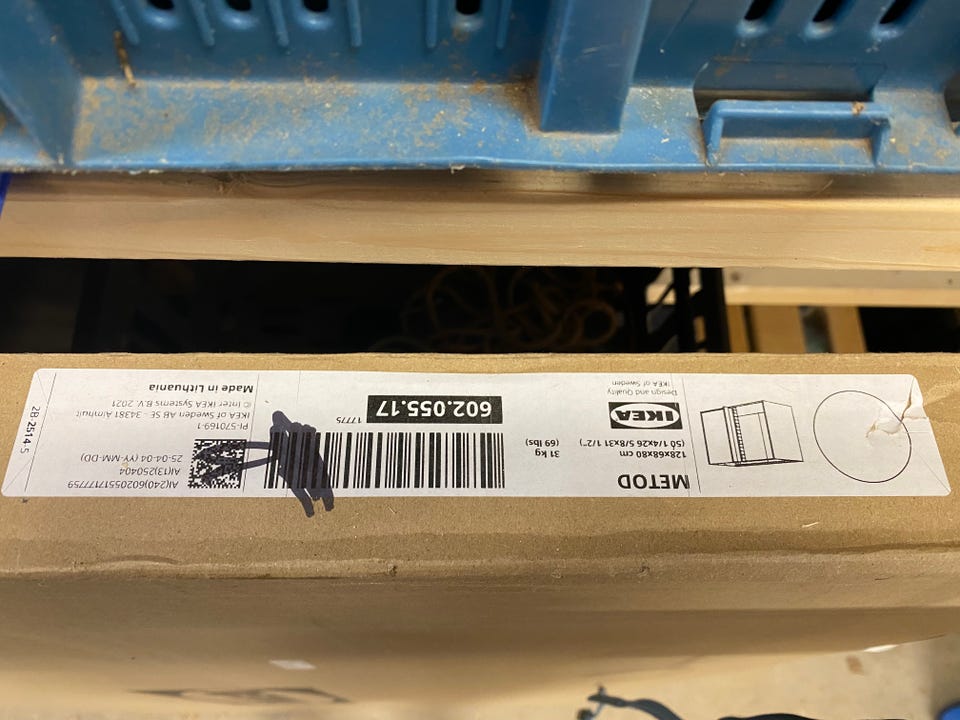 METOD
128x68x80 cm
(50 1/4x26 5/8x31 1/2")
31 kg
(69 lbs)
IKEA
Design and Quality
IKEA of Sweden
602.055.17
17775
AI(240)6020551717759
AI(13)250404
25-04-04 (YY-MM-DD)
PI-570169-1
IKEA of Sweden AB SE - 34381 Älmhult
© Inter IKEA Systems B.V. 2021
Made in Lithuania
2B 2514-5